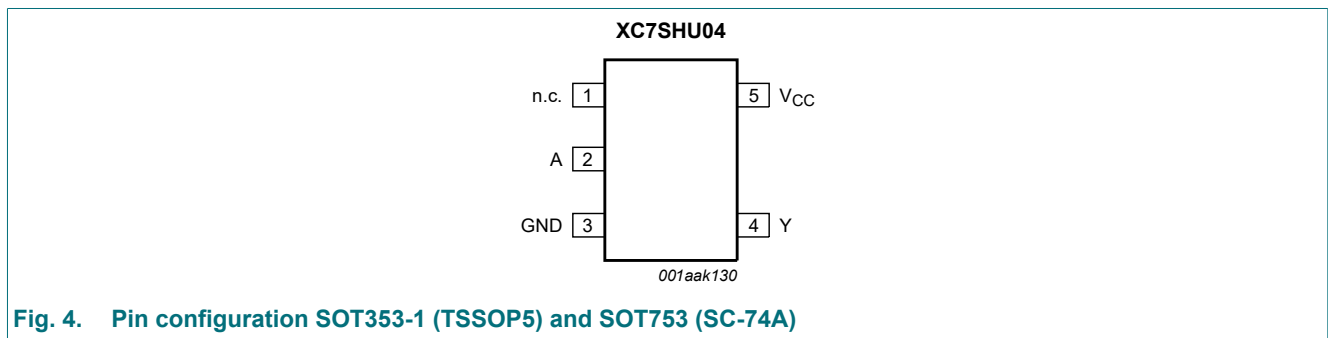 XC7SHU04
n.c. 1
5 VCC
A 2
GND 3
4 Y
001aak130
Fig. 4. Pin configuration SOT353-1 (TSSOP5) and SOT753 (SC-74A)